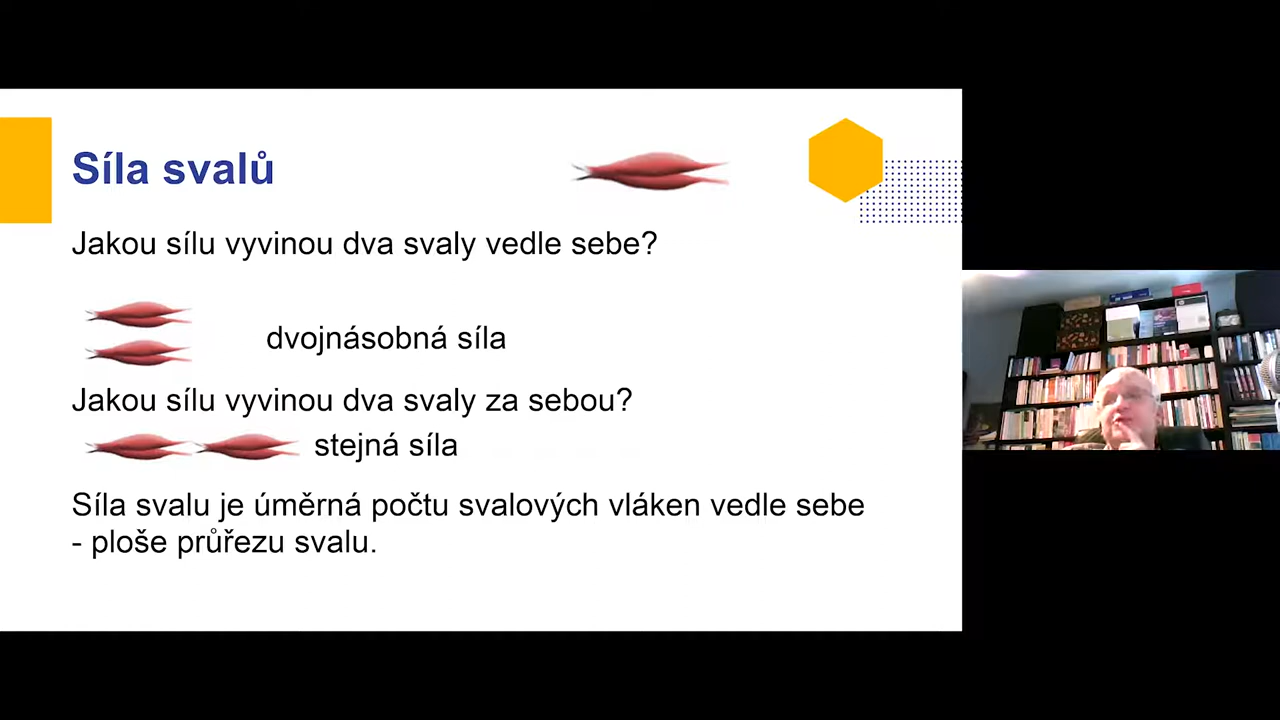 Síla svalů
Jakou sílu vyvinou dva svaly vedle sebe?
dvojnásobná síla
Jakou sílu vyvinou dva svaly za sebou?
stejná síla
Síla svalu je úměrná počtu svalových vláken vedle sebe
- ploše průřezu svalu.